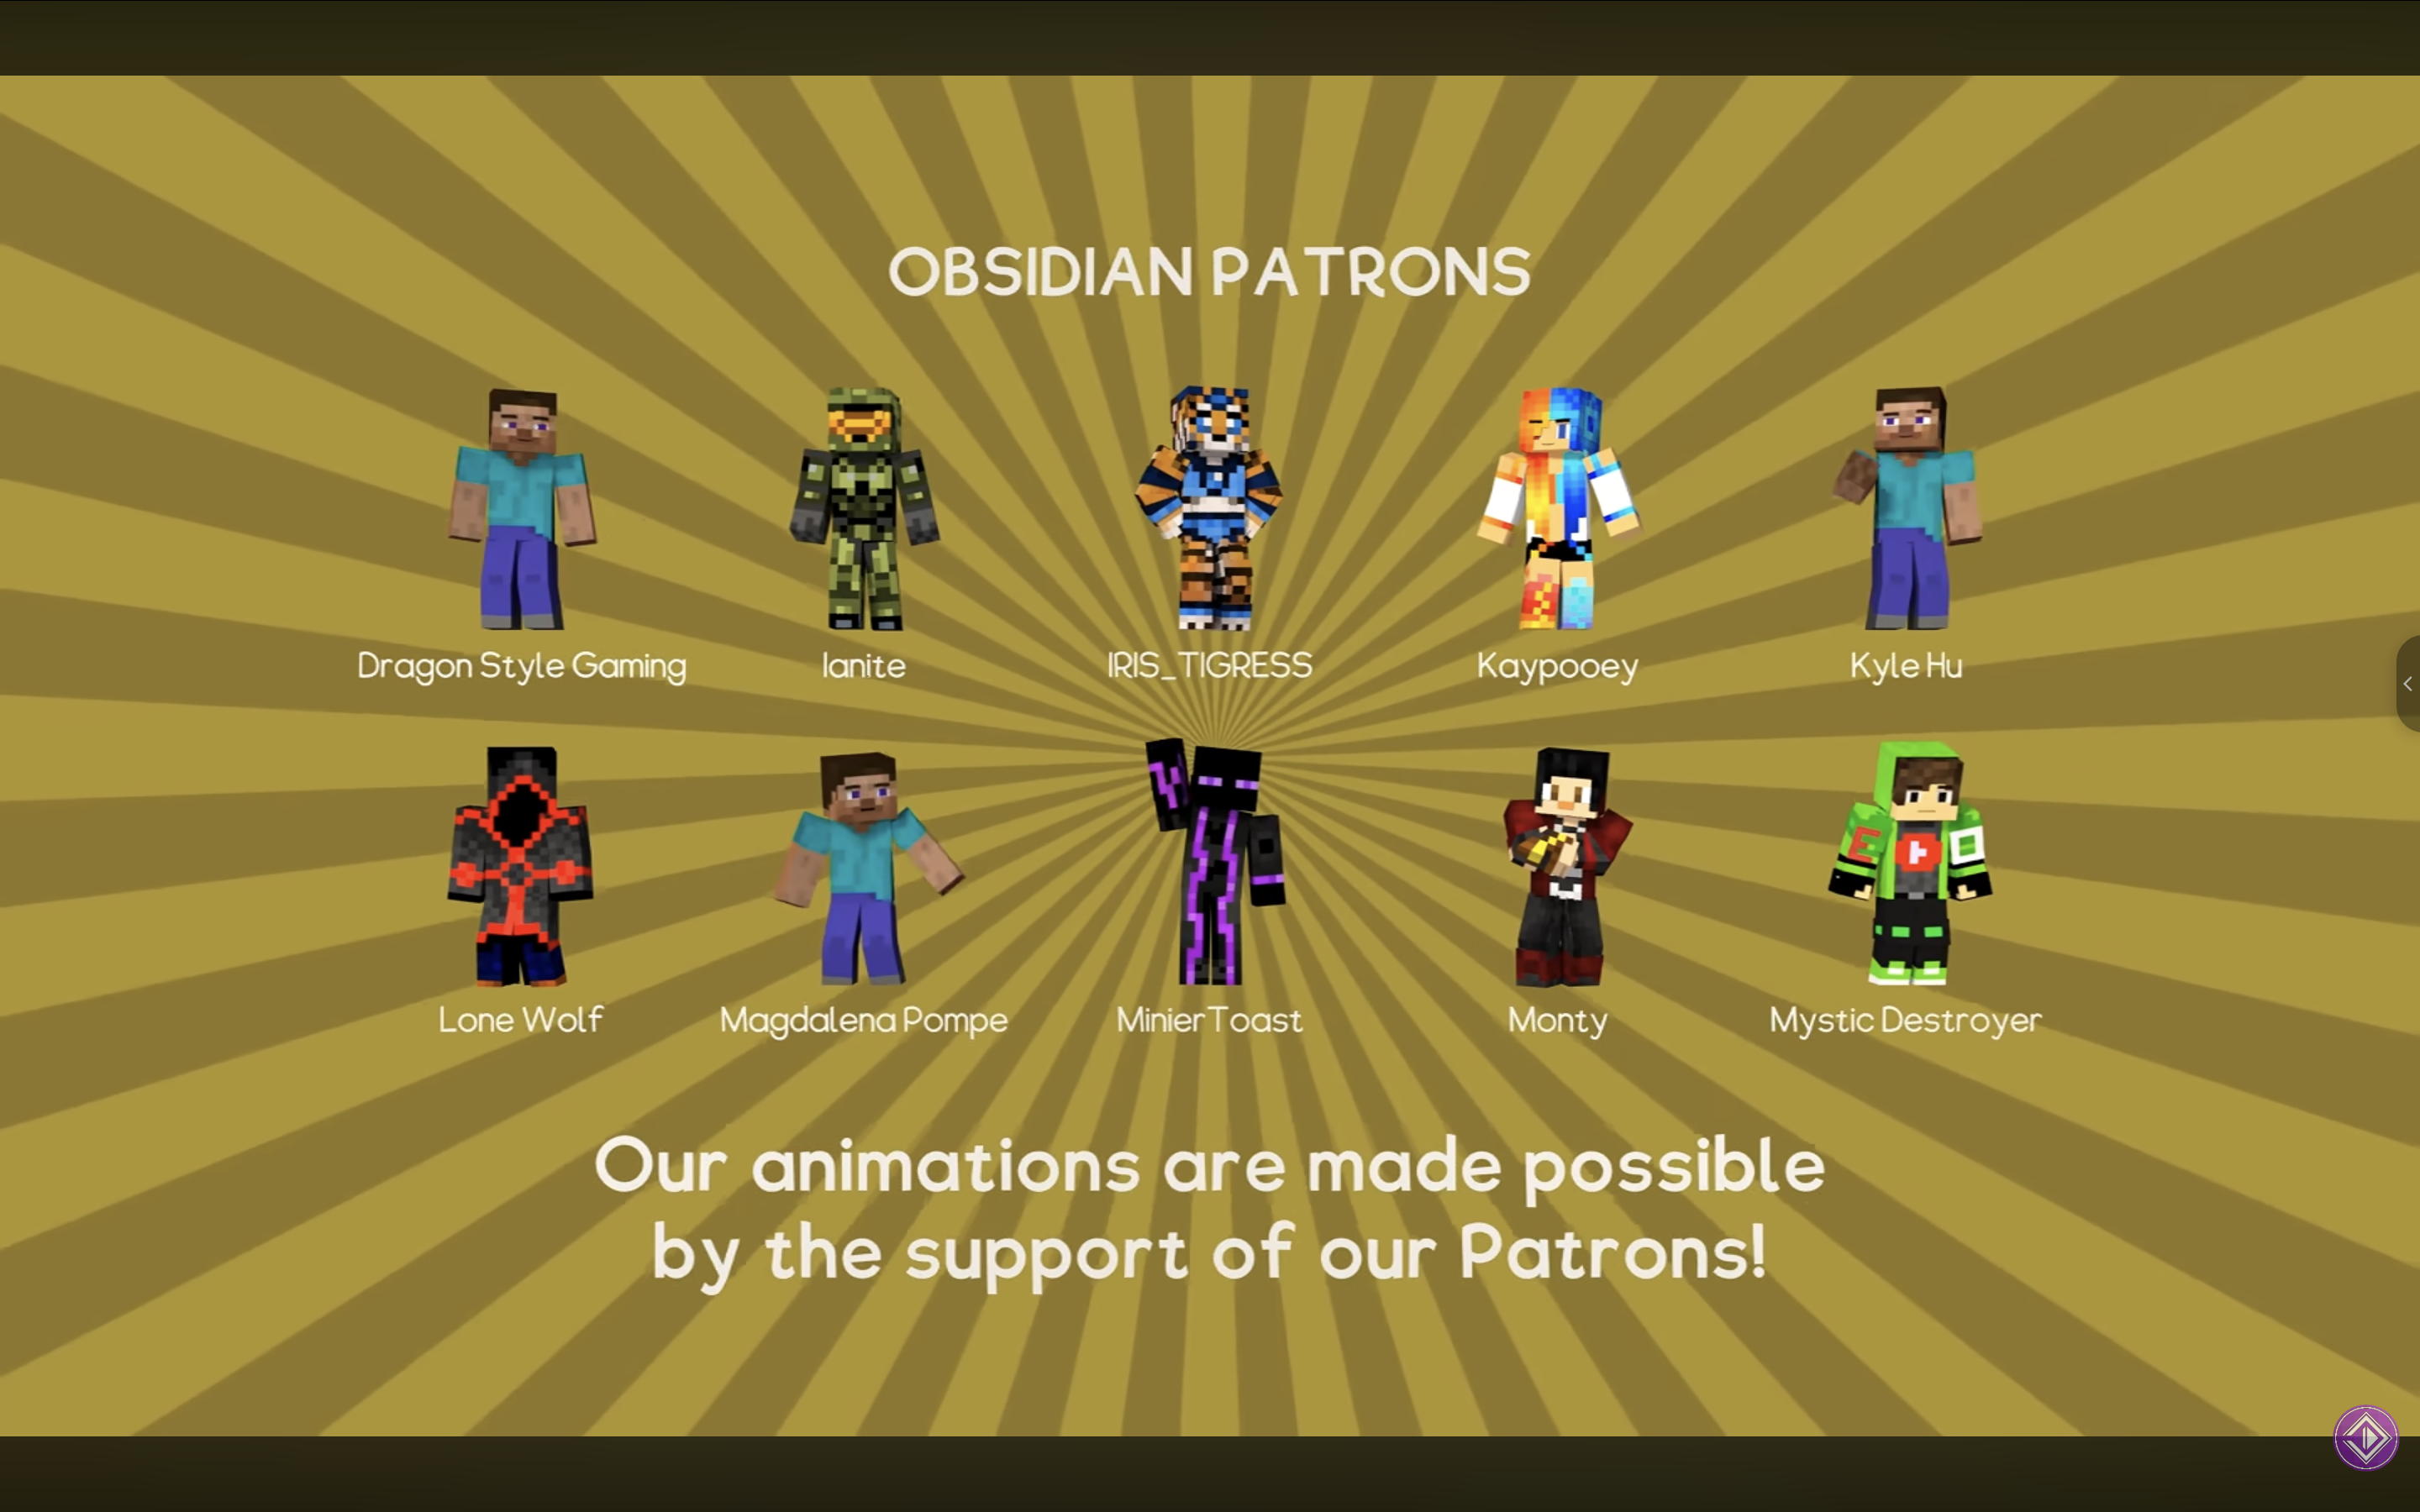 OBSIDIAN PATRONS
Dragon Style Gaming
Ianite
IRIS_TIGRESS
Kaypooey
Kyle Hu
Lone Wolf
Magdalena Pompe
MinierToast
Monty
Mystic Destroyer
Our animations are made possible
by the support of our Patrons!